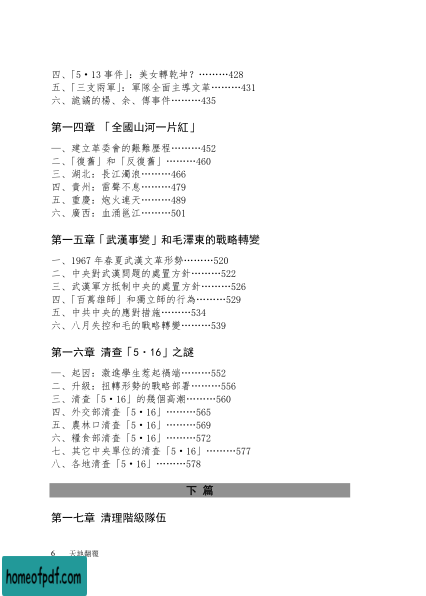 四、「5·13事件」：美女轉乾坤？………428
五、「三支兩軍」：軍隊全面主導文革………431
六、詭譎的楊、余、傅事件………435
第一四章 「全國山河一片紅」
一、建立革委會的艱難歷程………452
二、「復舊」和「反復舊」………460
三、湖北：長江濁浪………466
四、貴州：雷聲不息………479
五、重慶：炮火連天………489
六、廣西：血涌邕江………501
第一五章「武漢事變」和毛澤東的戰略轉變
一、1967年春夏武漢文革形勢………520
二、中央對武漢問題的處置方針………522
三、武漢軍方抵制中央的處置方針………526
四、「百萬雄師」和獨立師的行為………529
五、中共中央的應對措施………534
六、八月失控和毛的戰略轉變………539
第一六章 清查「5·16」之謎
一、起因：激進學生惹起禍端………552
二、升級：扭轉形勢的戰略部署………556
三、清查「5·16」的幾個高潮………560
四、外交部清查「5·16」………565
五、農林口清查「5·16」………569
六、糧食部清查「5·16」………572
七、其它中央單位的清查「5·16」………577
八、各地清查「5·16」………578
下 篇
第一七章 清理階級隊伍
6 天地翻覆
homeofpdf.com